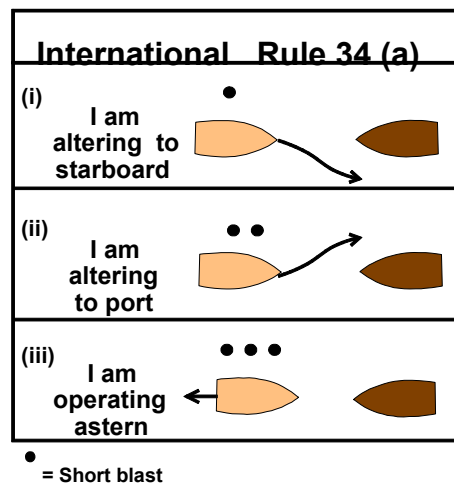 International Rule 34 (a)
(i)
I am
altering to
starboard
(ii)
I am
altering
to port
(iii)
I am
operating
astern
= Short blast